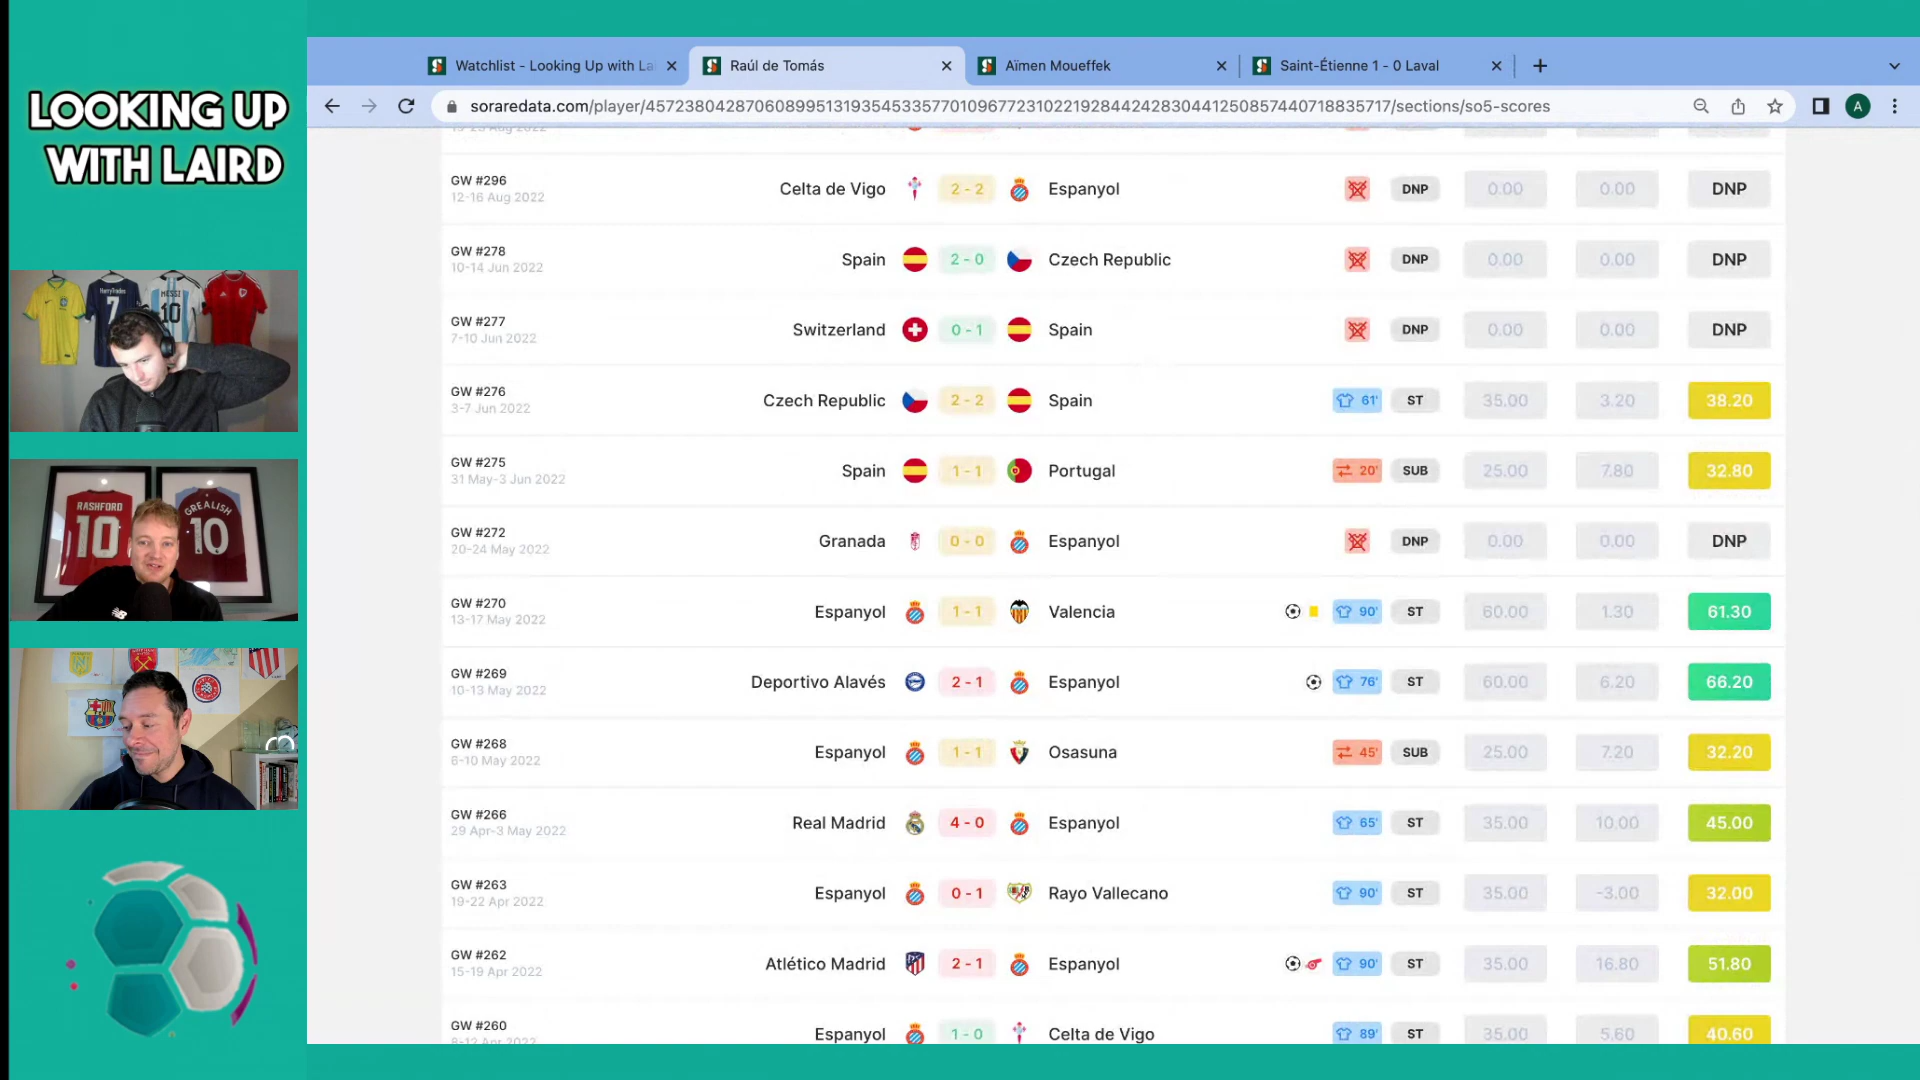 LOOKING UP
WITH LAIRD
Watchlist - Looking Up with La
Raúl de Tomás
Aïmen Moueffek
Saint-Étienne 1 - 0 Laval
soraredata.com/player/45723804287060899513193545335770109677231022192844242830441250857440718835717/sections/so5-scores
A
GW #296
12-16 Aug 2022
Celta de Vigo 2 - 2 Espanyol DNP 0.00 0.00 DNP
GW #278
10-14 Jun 2022
Spain 2 - 0 Czech Republic DNP 0.00 0.00 DNP
GW #277
7-10 Jun 2022
Switzerland 0 - 1 Spain DNP 0.00 0.00 DNP
GW #276
3-7 Jun 2022
Czech Republic 2 - 2 Spain 61' ST 35.00 3.20 38.20
GW #275
31 May-3 Jun 2022
Spain 1 - 1 Portugal 20' SUB 25.00 7.80 32.80
GW #272
20-24 May 2022
Granada 0 - 0 Espanyol DNP 0.00 0.00 DNP
GW #270
13-17 May 2022
Espanyol 1 - 1 Valencia 90' ST 60.00 1.30 61.30
GW #269
10-13 May 2022
Deportivo Alavés 2 - 1 Espanyol 76' ST 60.00 6.20 66.20
GW #268
6-10 May 2022
Espanyol 1 - 1 Osasuna 45' SUB 25.00 7.20 32.20
GW #266
29 Apr-3 May 2022
Real Madrid 4 - 0 Espanyol 65' ST 35.00 10.00 45.00
GW #263
19-22 Apr 2022
Espanyol 0 - 1 Rayo Vallecano 90' ST 35.00 -3.00 32.00
GW #262
15-19 Apr 2022
Atlético Madrid 2 - 1 Espanyol 90' ST 35.00 16.80 51.80
GW #260
8-12 Apr 2022
Espanyol 1 - 0 Celta de Vigo 89' ST 35.00 5.60 40.60
HarryTrades
7
MESSI
10
RASHFORD
10
GREALISH
10